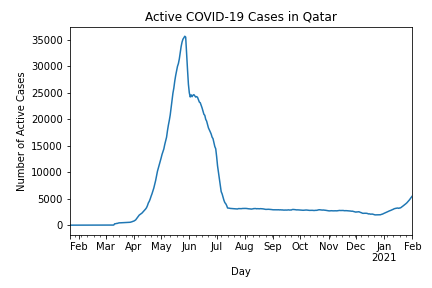 Active COVID-19 Cases in Qatar
Number of Active Cases
35000
30000
25000
20000
15000
10000
5000
0
Feb Mar Apr May Jun Jul Aug Sep Oct Nov Dec Jan Feb
2021
Day